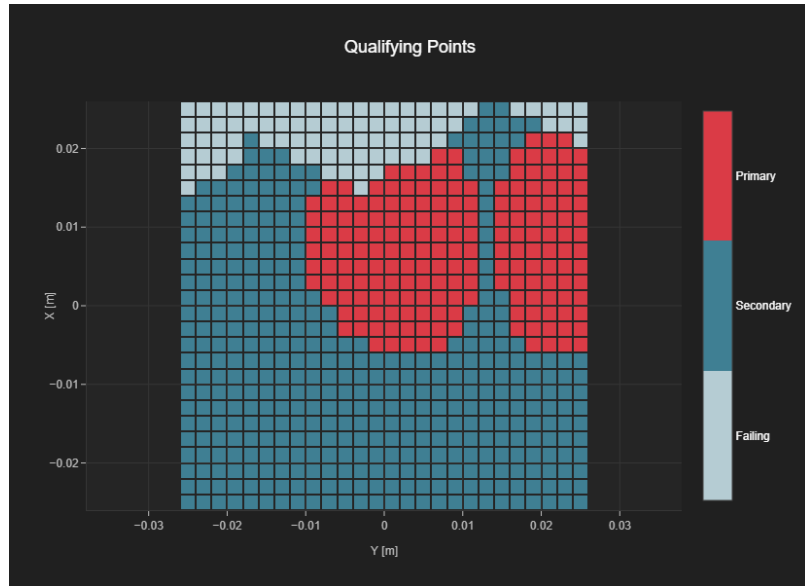 Qualifying Points
Primary
Secondary
Failing
X [m]
0.02
0.01
0
−0.01
−0.02
−0.03
−0.02
−0.01
0
0.01
0.02
0.03
Y [m]